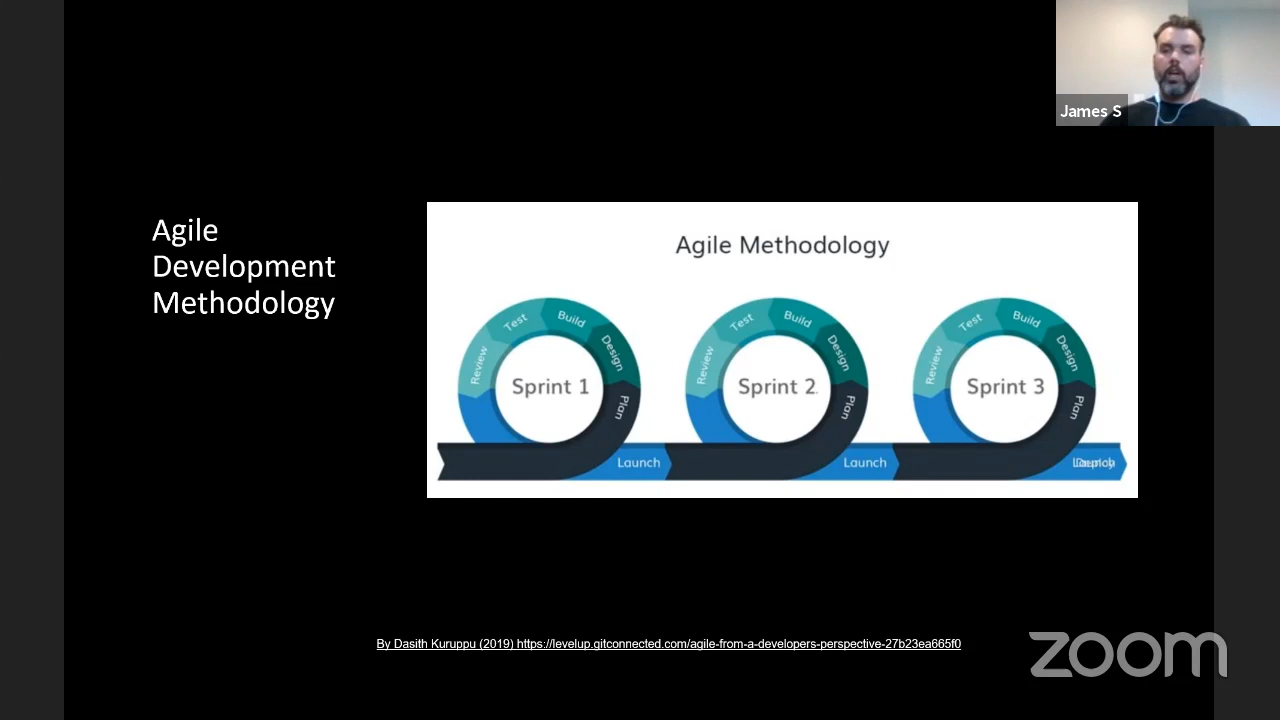 James S
Agile
Development
Methodology
Agile Methodology
Review
Test
Build
Design
Plan
Sprint 1
Launch
Review
Test
Build
Design
Plan
Sprint 2
Launch
Review
Test
Build
Design
Plan
Sprint 3
By Dasith Kuruppu (2019) https://levelup.gitconnected.com/agile-from-a-developers-perspective-27b23ea665f0
zoom